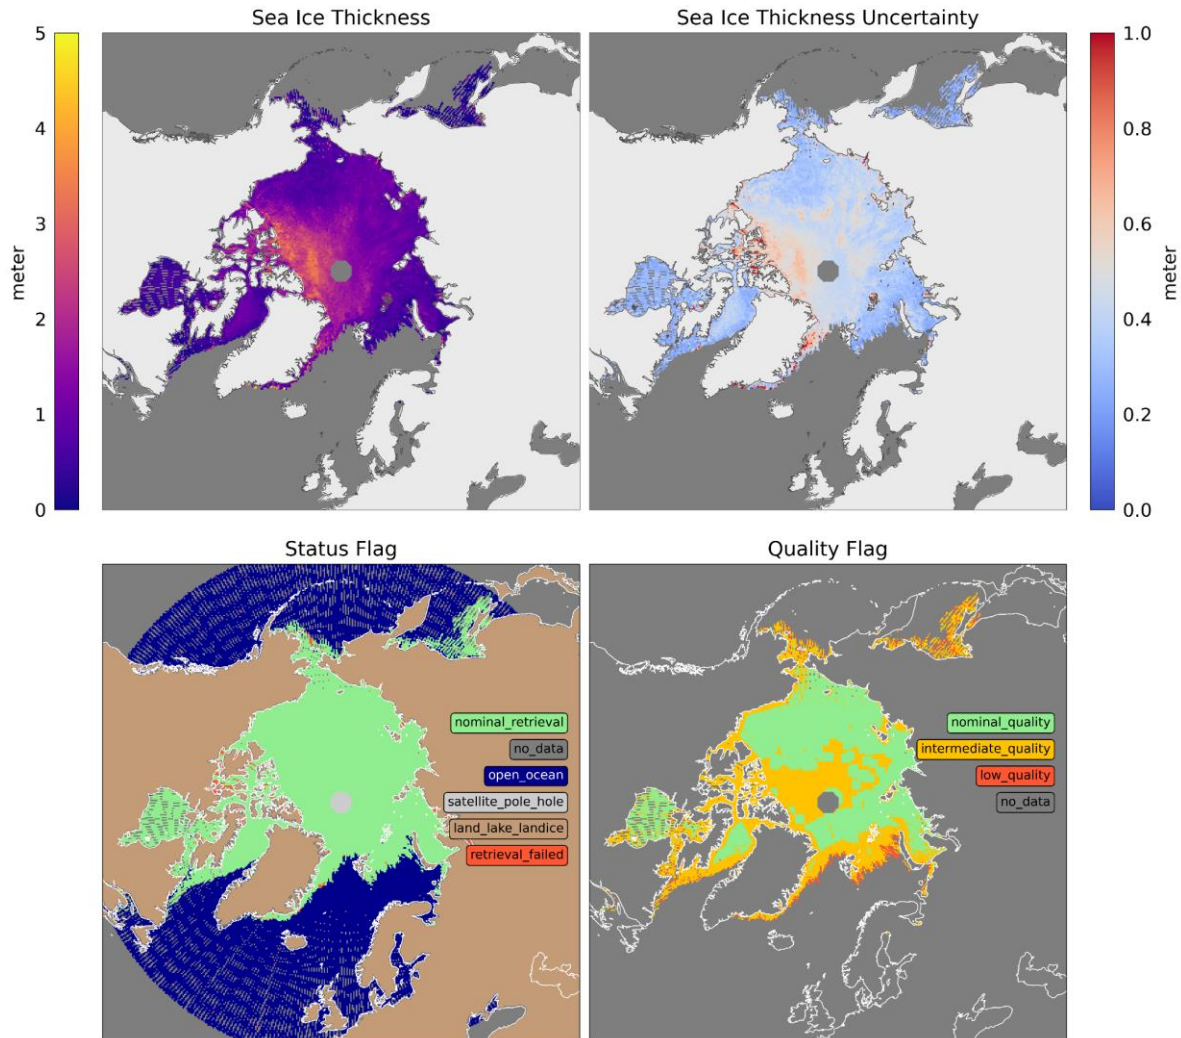 Sea Ice Thickness
Sea Ice Thickness Uncertainty
5
4
3
2
1
0
meter
1.0
0.8
0.6
0.4
0.2
0.0
meter
Status Flag
Quality Flag
nominal_retrieval
no_data
open_ocean
satellite_pole_hole
land_lake_landice
retrieval_failed
nominal_quality
intermediate_quality
low_quality
no_data